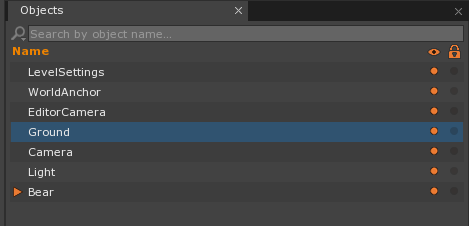 Objects
Search by object name...
Name
LevelSettings
WorldAnchor
EditorCamera
Ground
Camera
Light
Bear